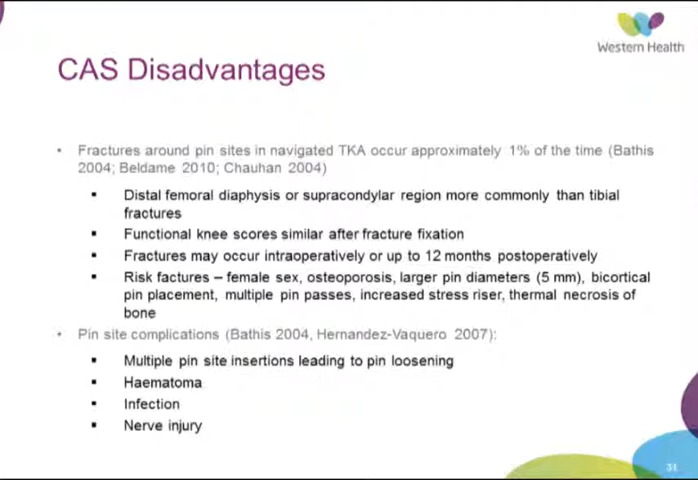 Western Health
CAS Disadvantages
• Fractures around pin sites in navigated TKA occur approximately 1% of the time (Bathis
2004; Beldame 2010; Chauhan 2004)
▪ Distal femoral diaphysis or supracondylar region more commonly than tibial
fractures
▪ Functional knee scores similar after fracture fixation
▪ Fractures may occur intraoperatively or up to 12 months postoperatively
▪ Risk factures – female sex, osteoporosis, larger pin diameters (5 mm), bicortical
pin placement, multiple pin passes, increased stress riser, thermal necrosis of
bone
• Pin site complications (Bathis 2004, Hernandez-Vaquero 2007):
▪ Multiple pin site insertions leading to pin loosening
▪ Haematoma
▪ Infection
▪ Nerve injury
31